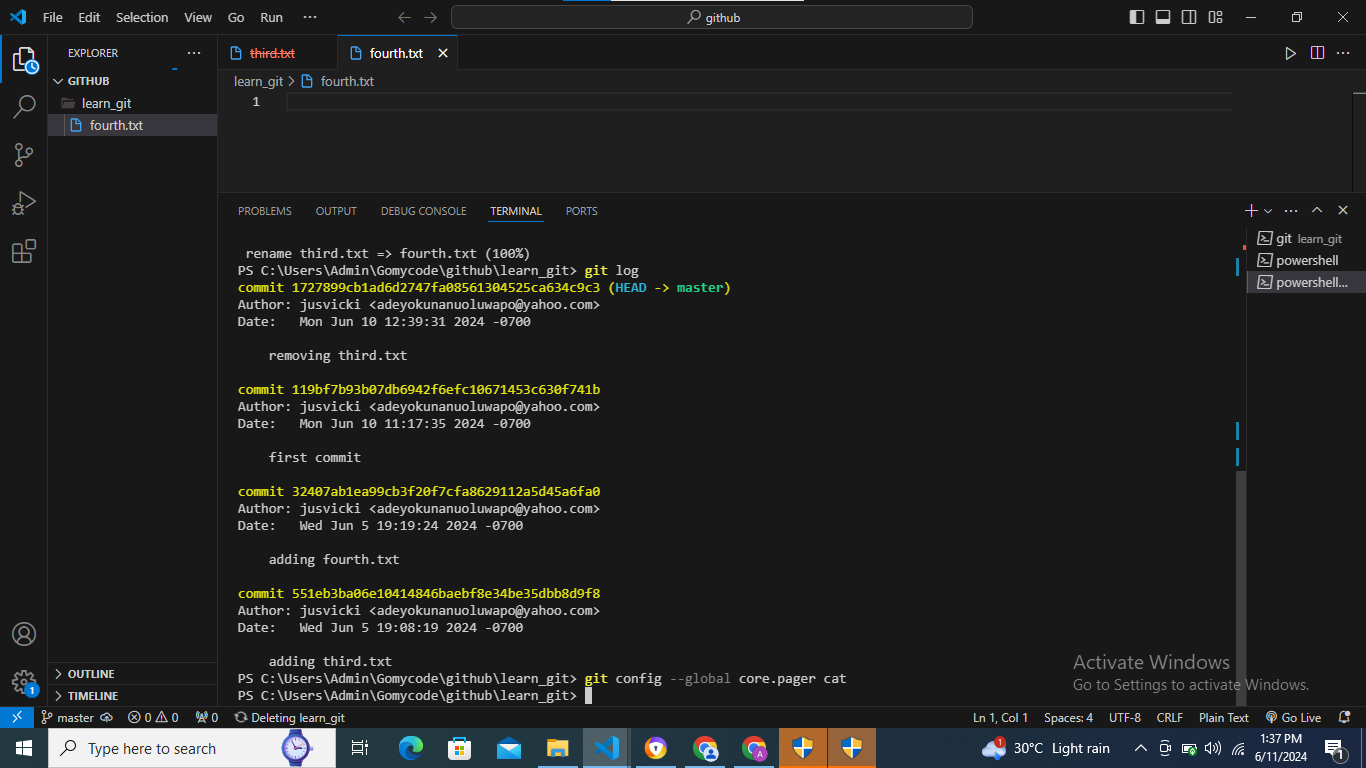 File Edit Selection View Go Run ··· github
EXPLORER ···
GITHUB
learn_git
fourth.txt
OUTLINE
TIMELINE
third.txt fourth.txt
learn_git > fourth.txt
1
PROBLEMS OUTPUT DEBUG CONSOLE TERMINAL PORTS
rename third.txt => fourth.txt (100%)
PS C:\Users\Admin\Gomycode\github\learn_git> git log
commit 1727899cb1ad6d2747fa08561304525ca634c9c3 (HEAD -> master)
Author: jusvicki <adeyokunanuoluwapo@yahoo.com>
Date:   Mon Jun 10 12:39:31 2024 -0700
removing third.txt
commit 119bf7b93b07db6942f6efc10671453c630f741b
Author: jusvicki <adeyokunanuoluwapo@yahoo.com>
Date:   Mon Jun 10 11:17:35 2024 -0700
first commit
commit 32407ab1ea99cb3f20f7cfa8629112a5d45a6fa0
Author: jusvicki <adeyokunanuoluwapo@yahoo.com>
Date:   Wed Jun 5 19:19:24 2024 -0700
adding fourth.txt
commit 551eb3ba06e10414846baebf8e34be35dbb8d9f8
Author: jusvicki <adeyokunanuoluwapo@yahoo.com>
Date:   Wed Jun 5 19:08:19 2024 -0700
adding third.txt
PS C:\Users\Admin\Gomycode\github\learn_git> git config --global core.pager cat
PS C:\Users\Admin\Gomycode\github\learn_git>
git learn_git
powershell
powershell...
Activate Windows
Go to Settings to activate Windows.
1
master 0 0 0 Deleting learn_git Ln 1, Col 1 Spaces: 4 UTF-8 CRLF Plain Text Go Live
Type here to search A 1 30°C Light rain 1:37 PM
6/11/2024
1